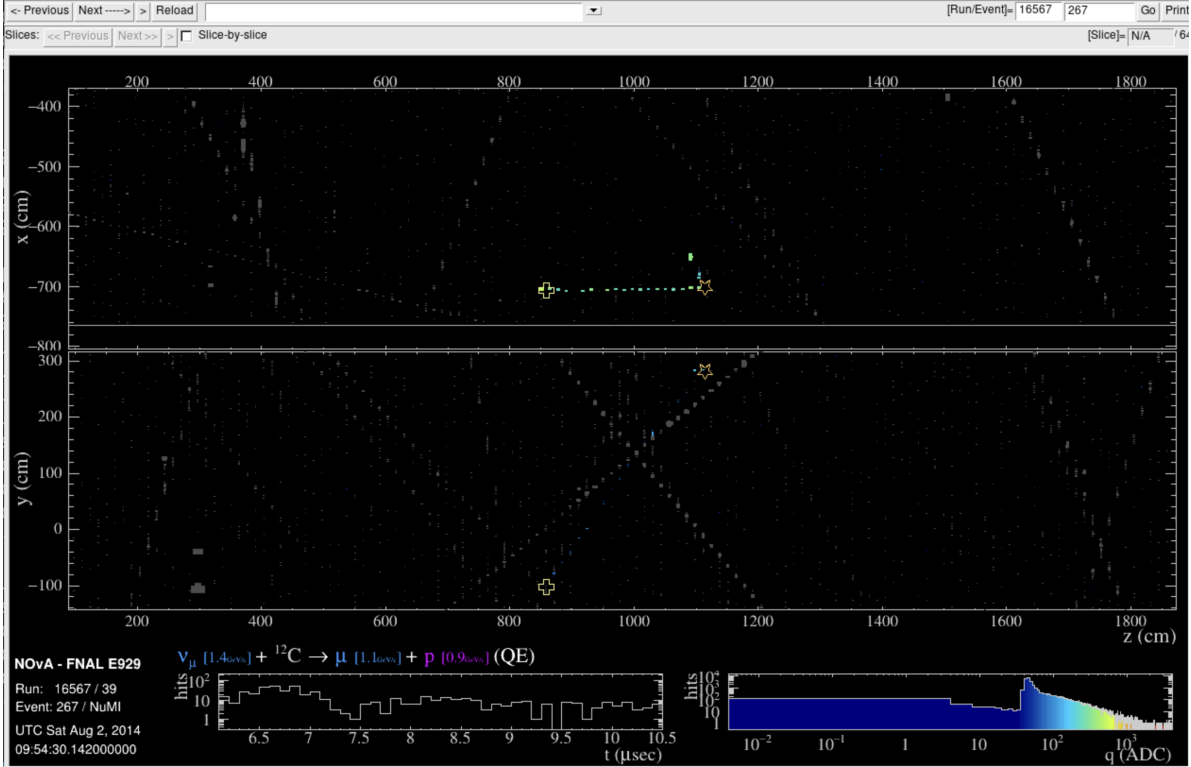 <- Previous Next -----> > Reload [Run/Event]= 16567 267 Go Print
Slices: << Previous Next >> > Slice-by-slice [Slice]= N/A / 64
200 400 600 800 1000 1200 1400 1600 1800
−400
−500
−600
−700
−800
x (cm)
300
200
100
0
−100
y (cm)
200 400 600 800 1000 1200 1400 1600 1800
z (cm)
νμ [1.4GeV/c] + ¹²C → μ [1.1GeV/c] + p [0.9GeV/c] (QE)
NOνA - FNAL E929
Run: 16567 / 39
Event: 267 / NuMI
UTC Sat Aug 2, 2014
09:54:30.142000000
hits
10²
10
1
6.5 7 7.5 8 8.5 9 9.5 10 10.5
t (μsec)
hits
10³
10²
10
1
10⁻² 10⁻¹ 1 10 10² 10³
q (ADC)